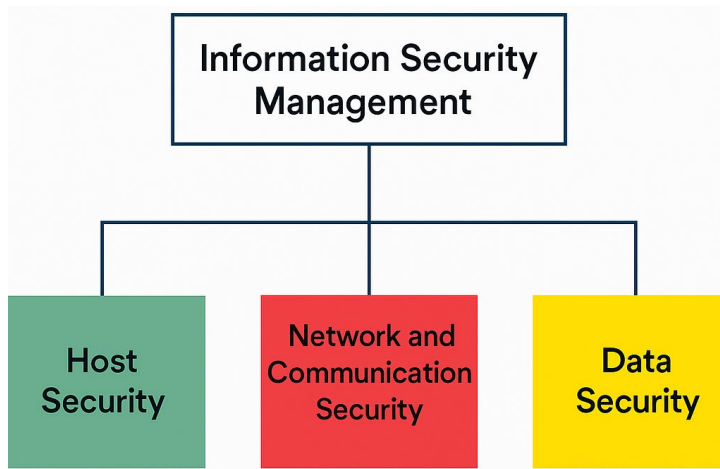 Information Security
Management
Host
Security
Network and
Communication
Security
Data
Security